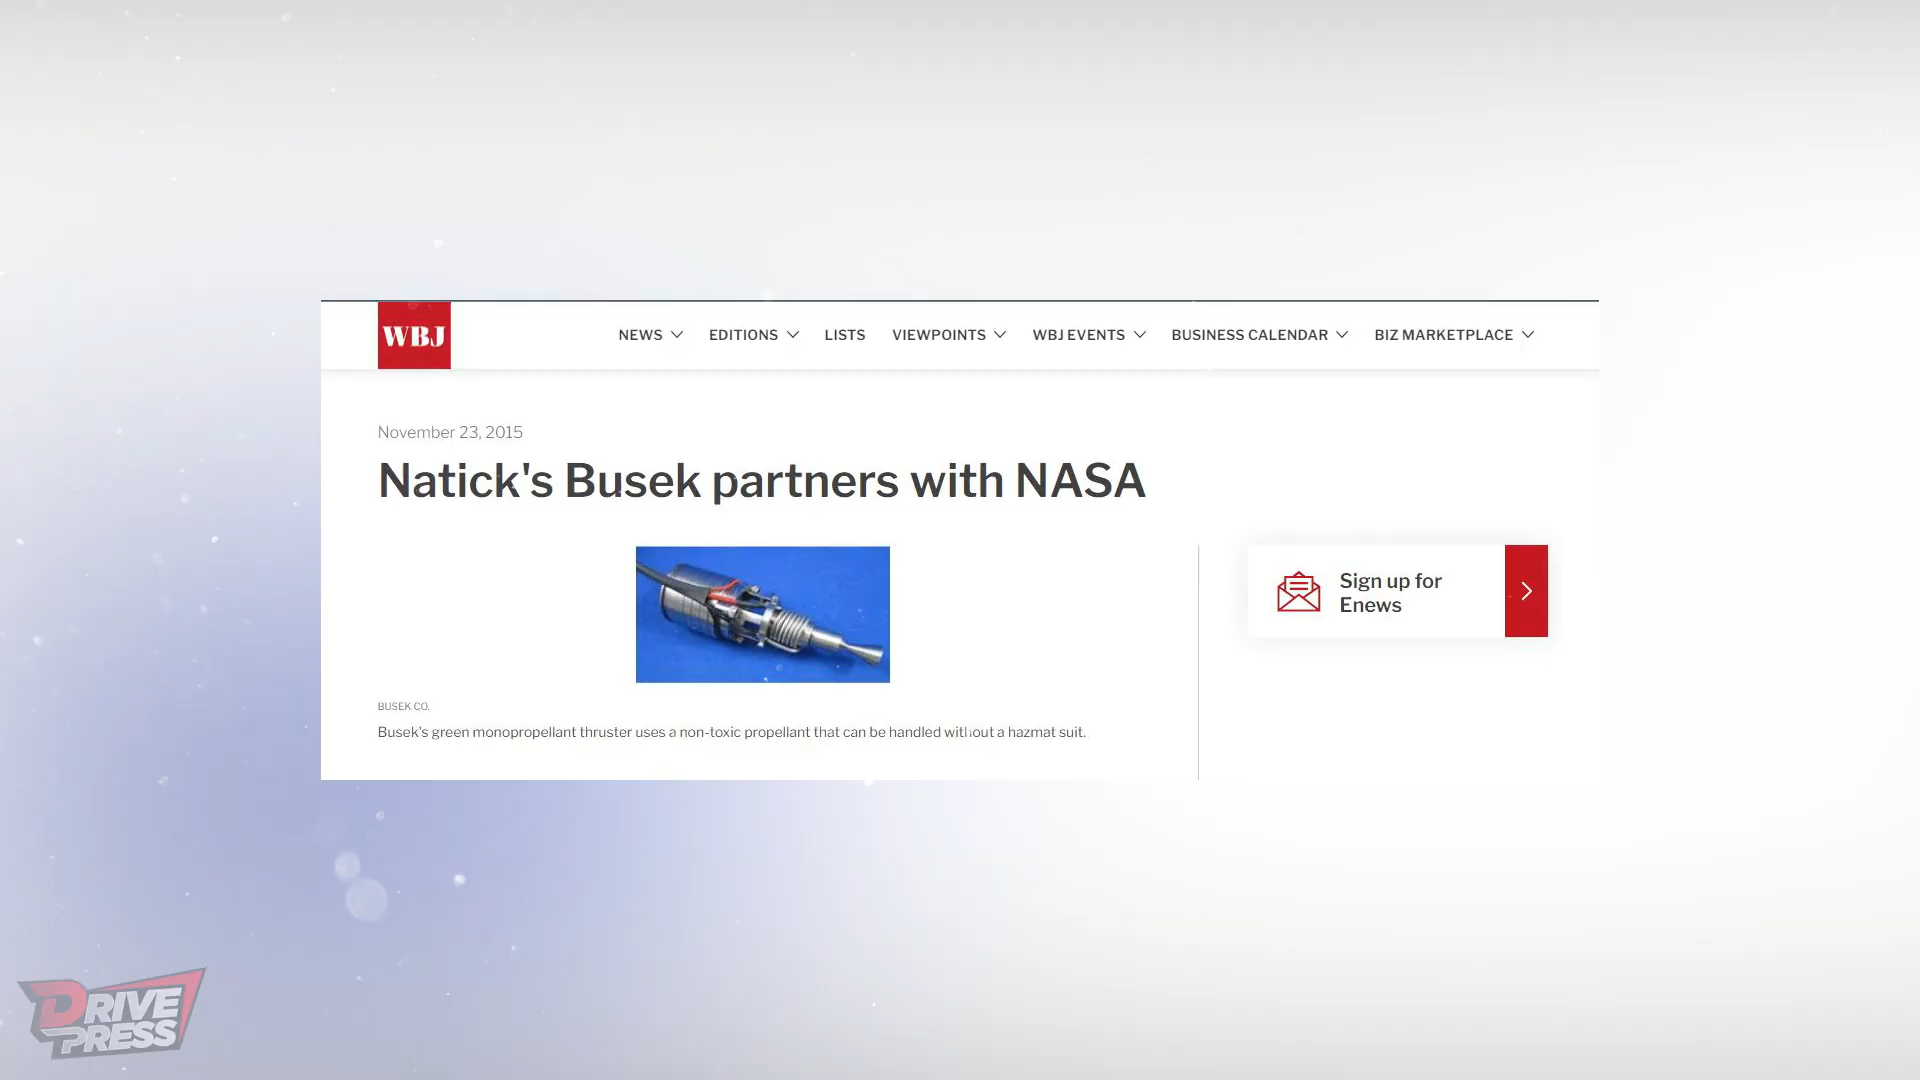 WBJ
NEWS
EDITIONS
LISTS
VIEWPOINTS
WBJ EVENTS
BUSINESS CALENDAR
BIZ MARKETPLACE
November 23, 2015
Natick's Busek partners with NASA
Sign up for
Enews
BUSEK CO.
Busek's green monopropellant thruster uses a non-toxic propellant that can be handled without a hazmat suit.
DRIVE
PRESS